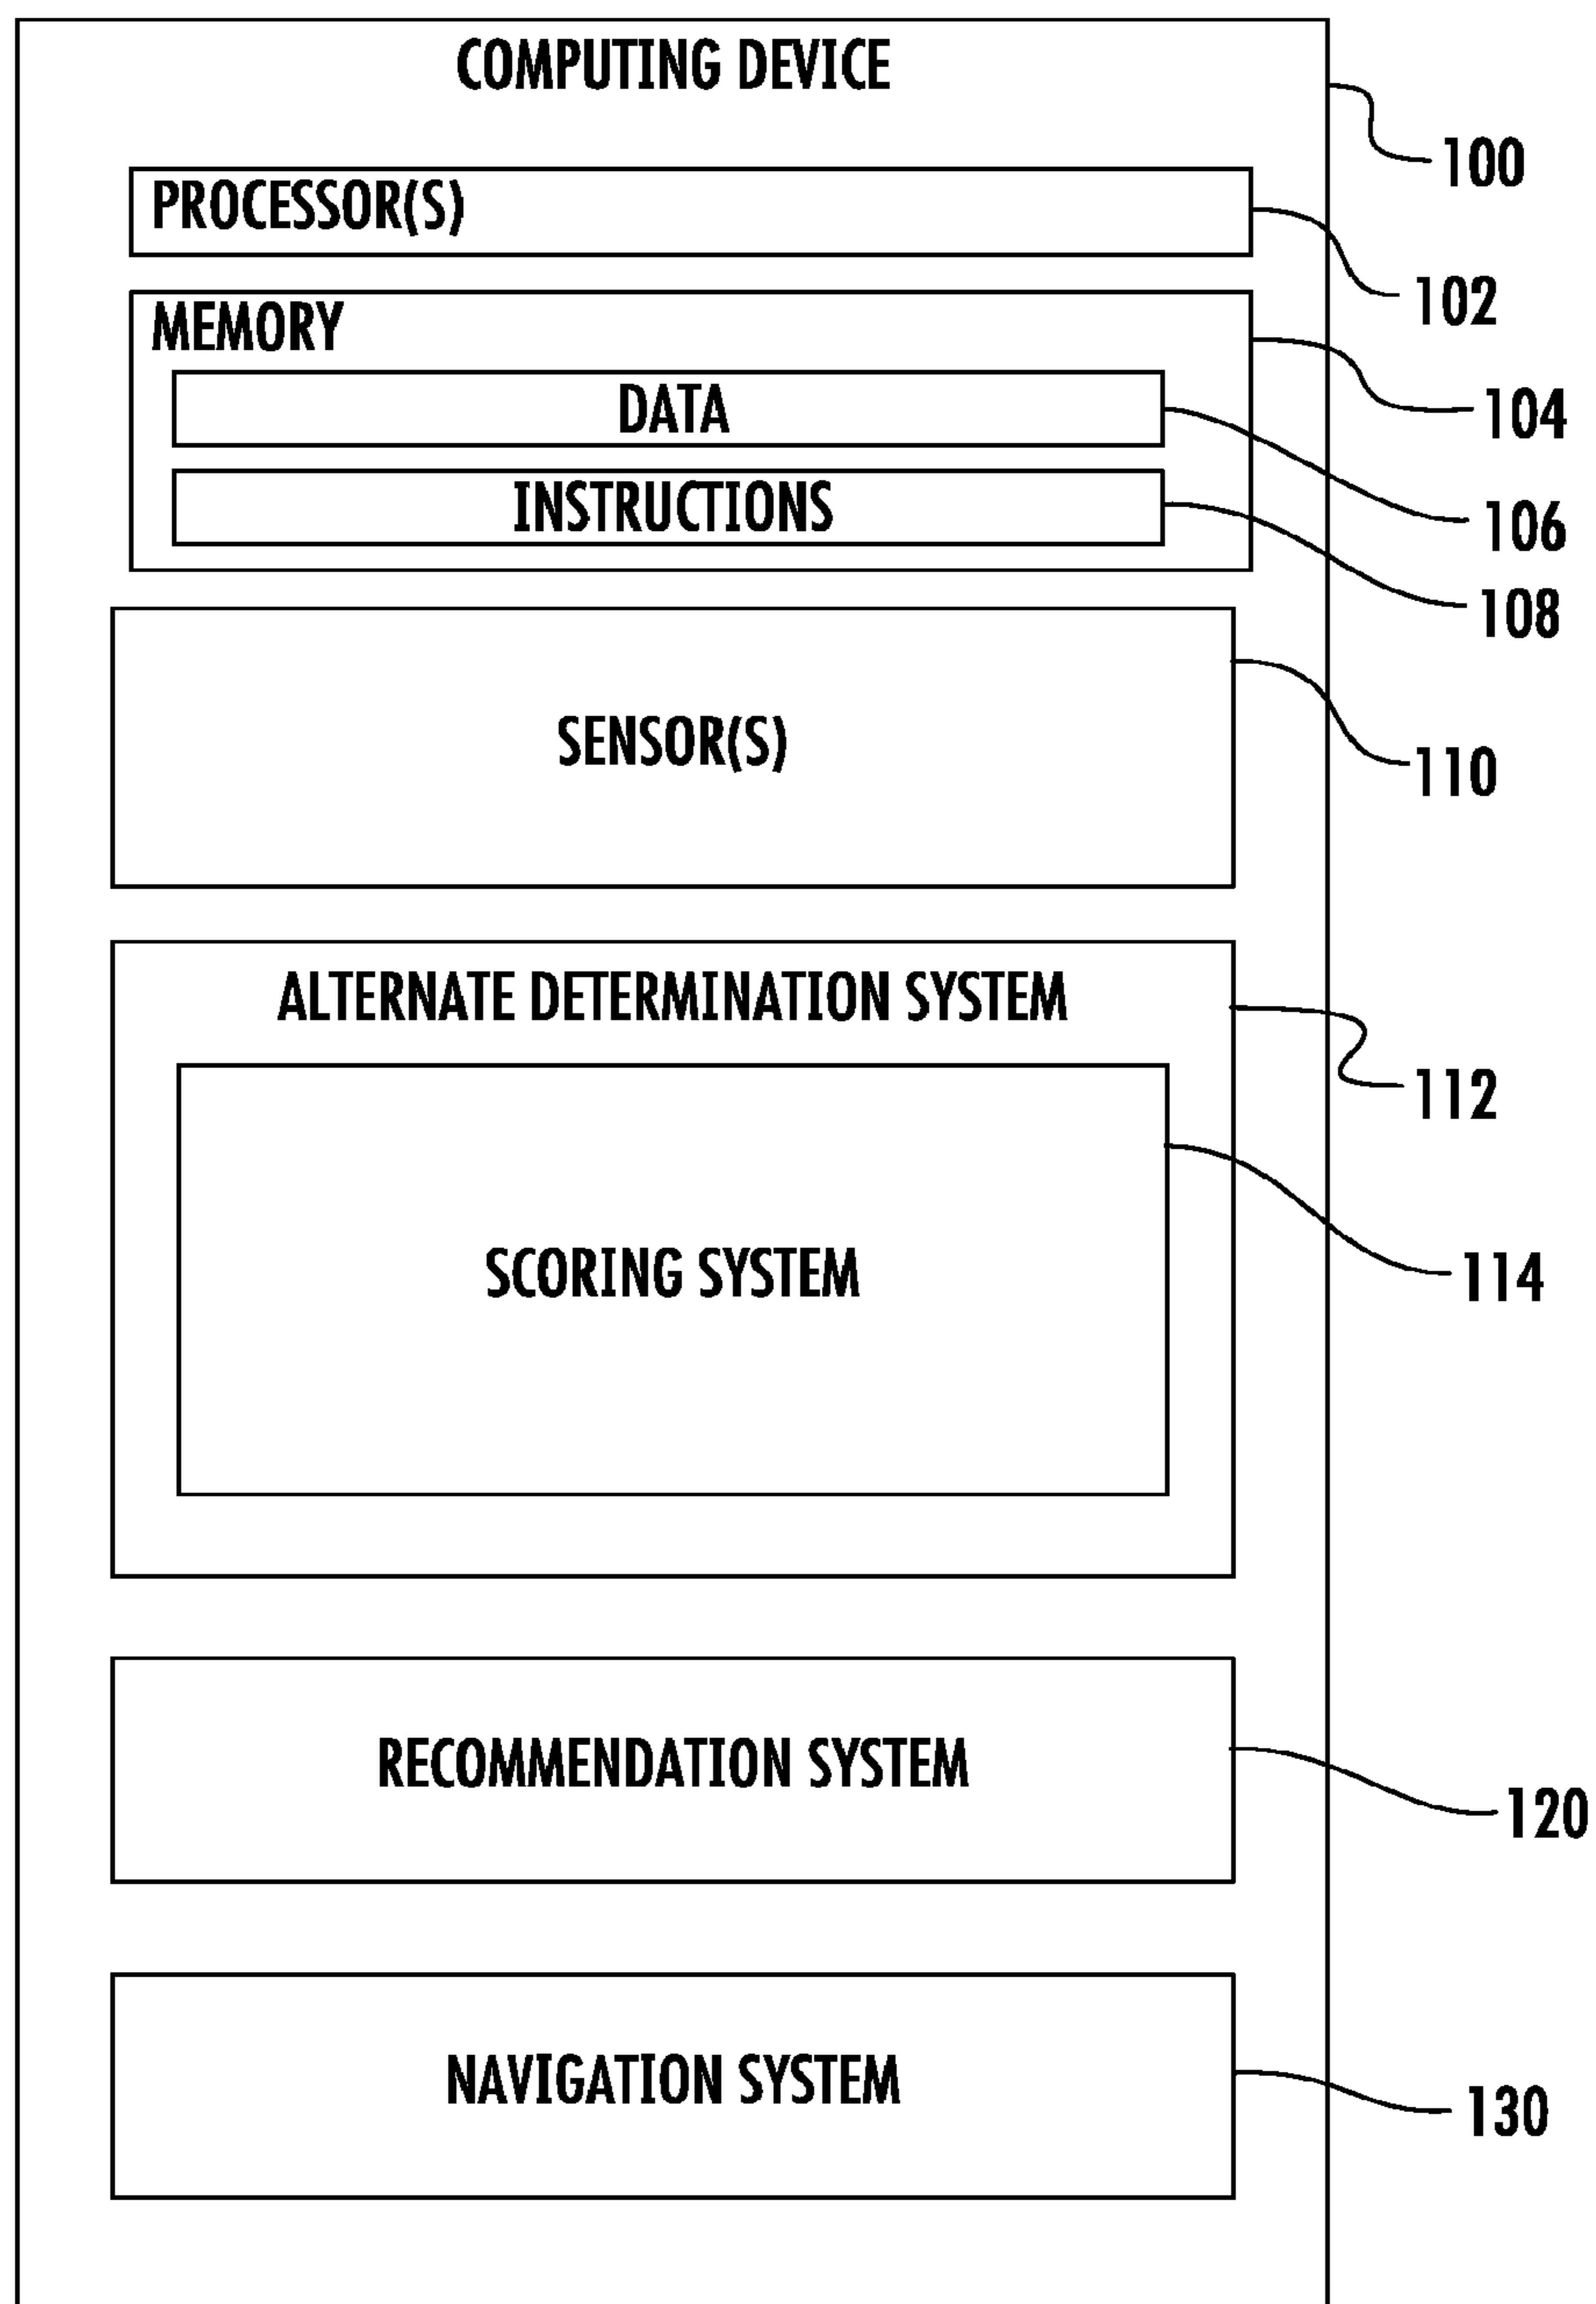 COMPUTING DEVICE
100
PROCESSOR(S)
102
MEMORY
104
DATA
106
INSTRUCTIONS
108
SENSOR(S)
110
ALTERNATE DETERMINATION SYSTEM
112
SCORING SYSTEM
114
RECOMMENDATION SYSTEM
120
NAVIGATION SYSTEM
130